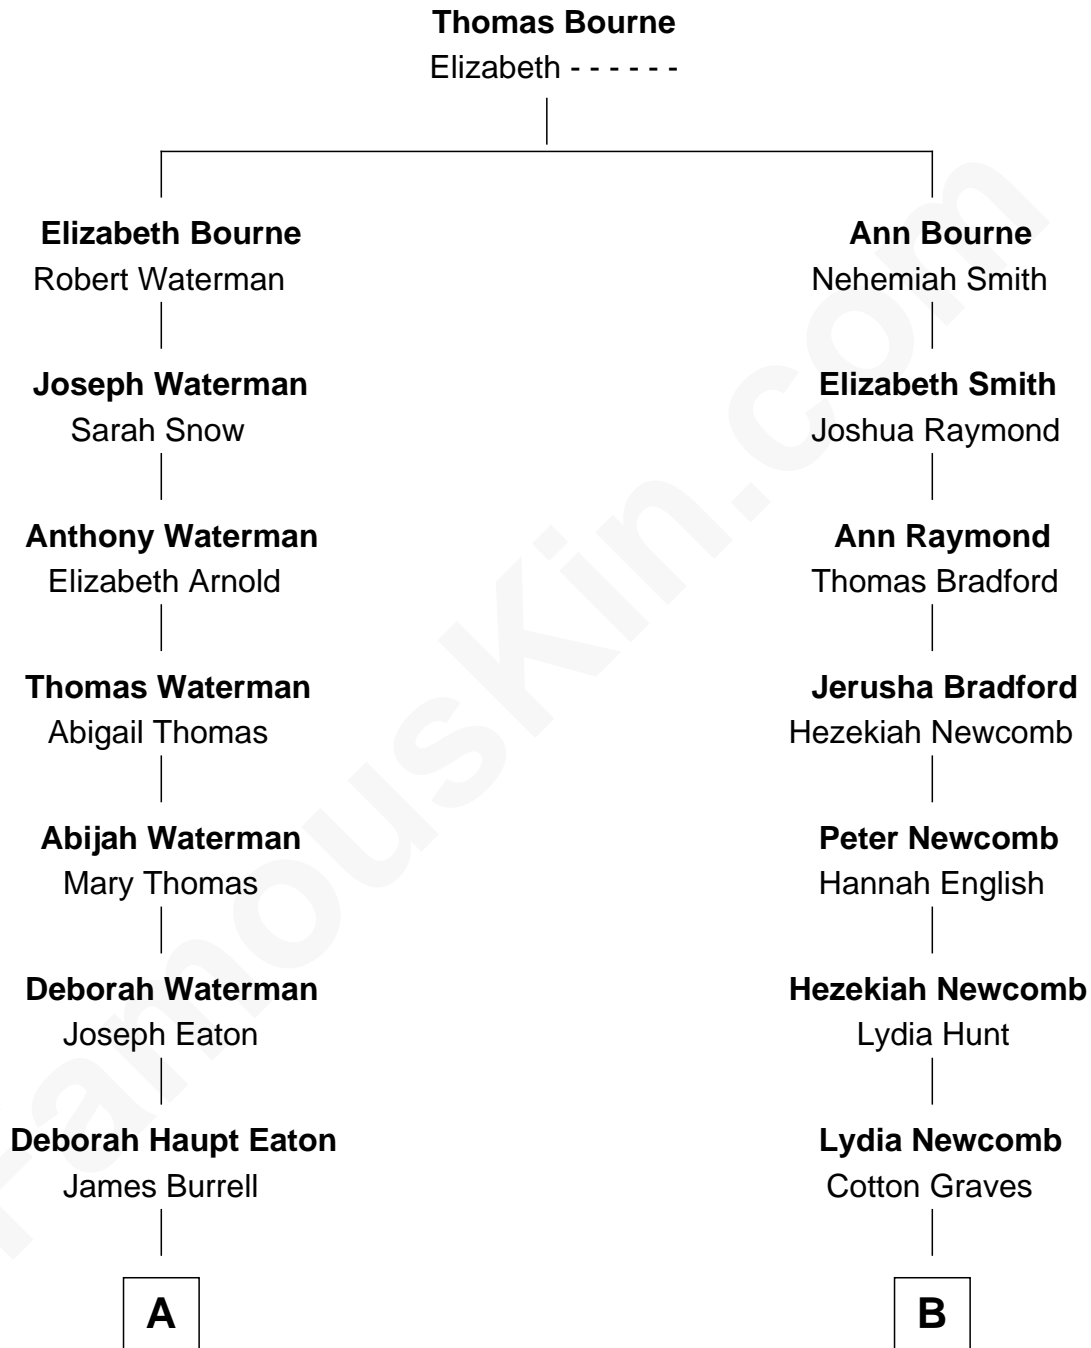 Thomas Bourne
Elizabeth - - - - - -
Elizabeth Bourne
Robert Waterman
Ann Bourne
Nehemiah Smith
Joseph Waterman
Sarah Snow
Elizabeth Smith
Joshua Raymond
Anthony Waterman
Elizabeth Arnold
Ann Raymond
Thomas Bradford
Thomas Waterman
Abigail Thomas
Jerusha Bradford
Hezekiah Newcomb
Abijah Waterman
Mary Thomas
Peter Newcomb
Hannah English
Deborah Waterman
Joseph Eaton
Hezekiah Newcomb
Lydia Hunt
Deborah Haupt Eaton
James Burrell
Lydia Newcomb
Cotton Graves
A
B
FamousKin.com